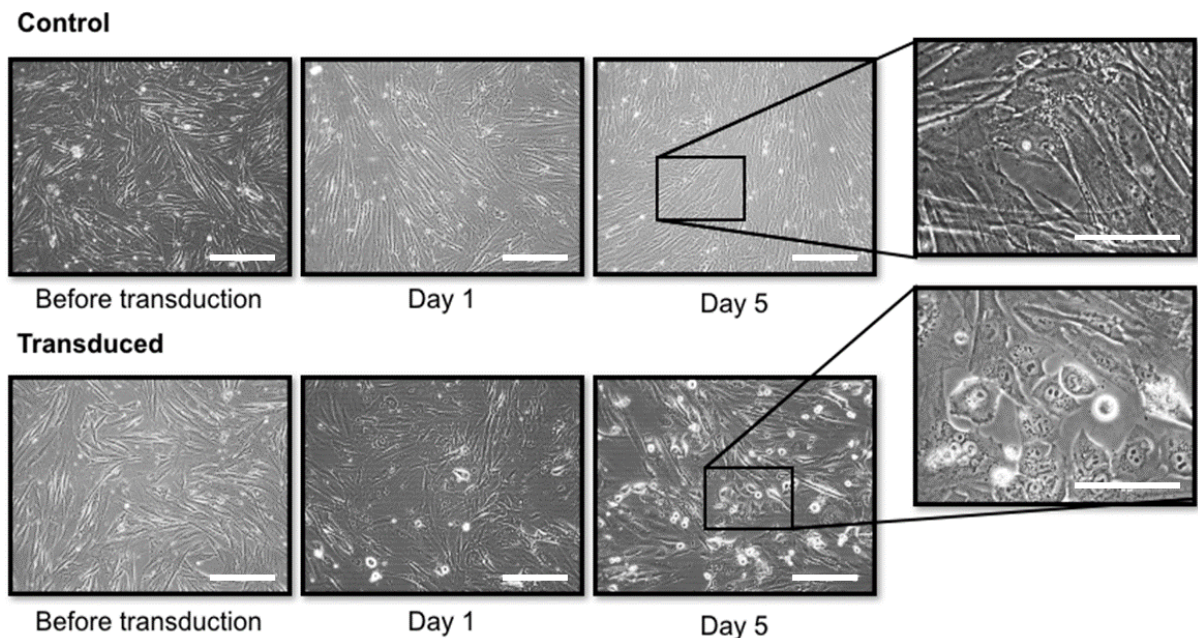 Control
Before transduction
Day 1
Day 5
Transduced
Before transduction
Day 1
Day 5